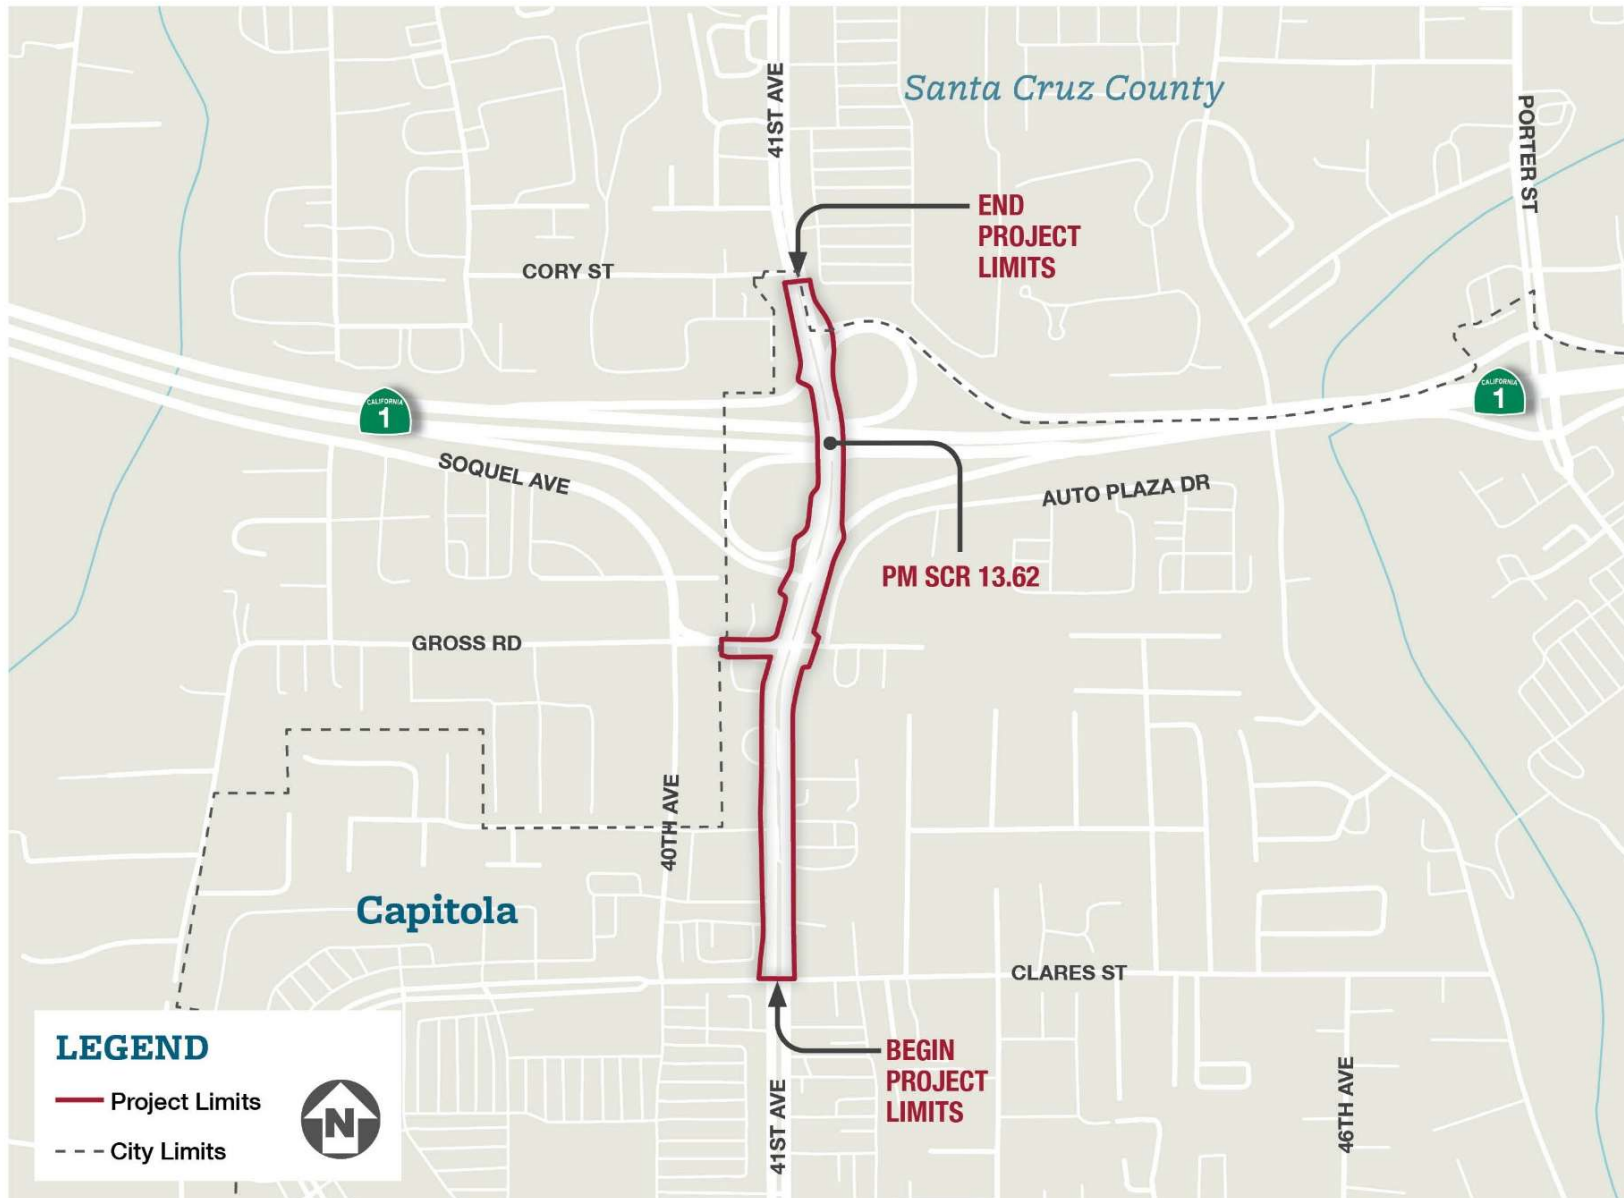 Santa Cruz County
41ST AVE
PORTER ST
END
PROJECT
LIMITS
CORY ST
CALIFORNIA
1
CALIFORNIA
1
SOQUEL AVE
AUTO PLAZA DR
PM SCR 13.62
GROSS RD
40TH AVE
Capitola
CLARES ST
BEGIN
PROJECT
LIMITS
41ST AVE
46TH AVE
LEGEND
Project Limits
City Limits
N